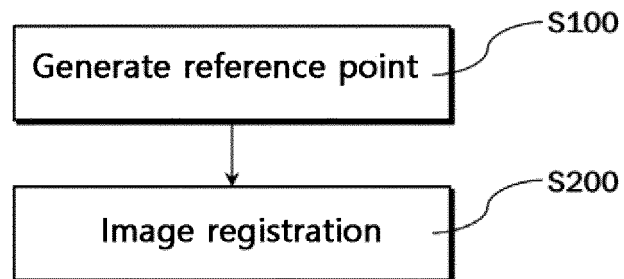 S100
Generate reference point
S200
Image registration